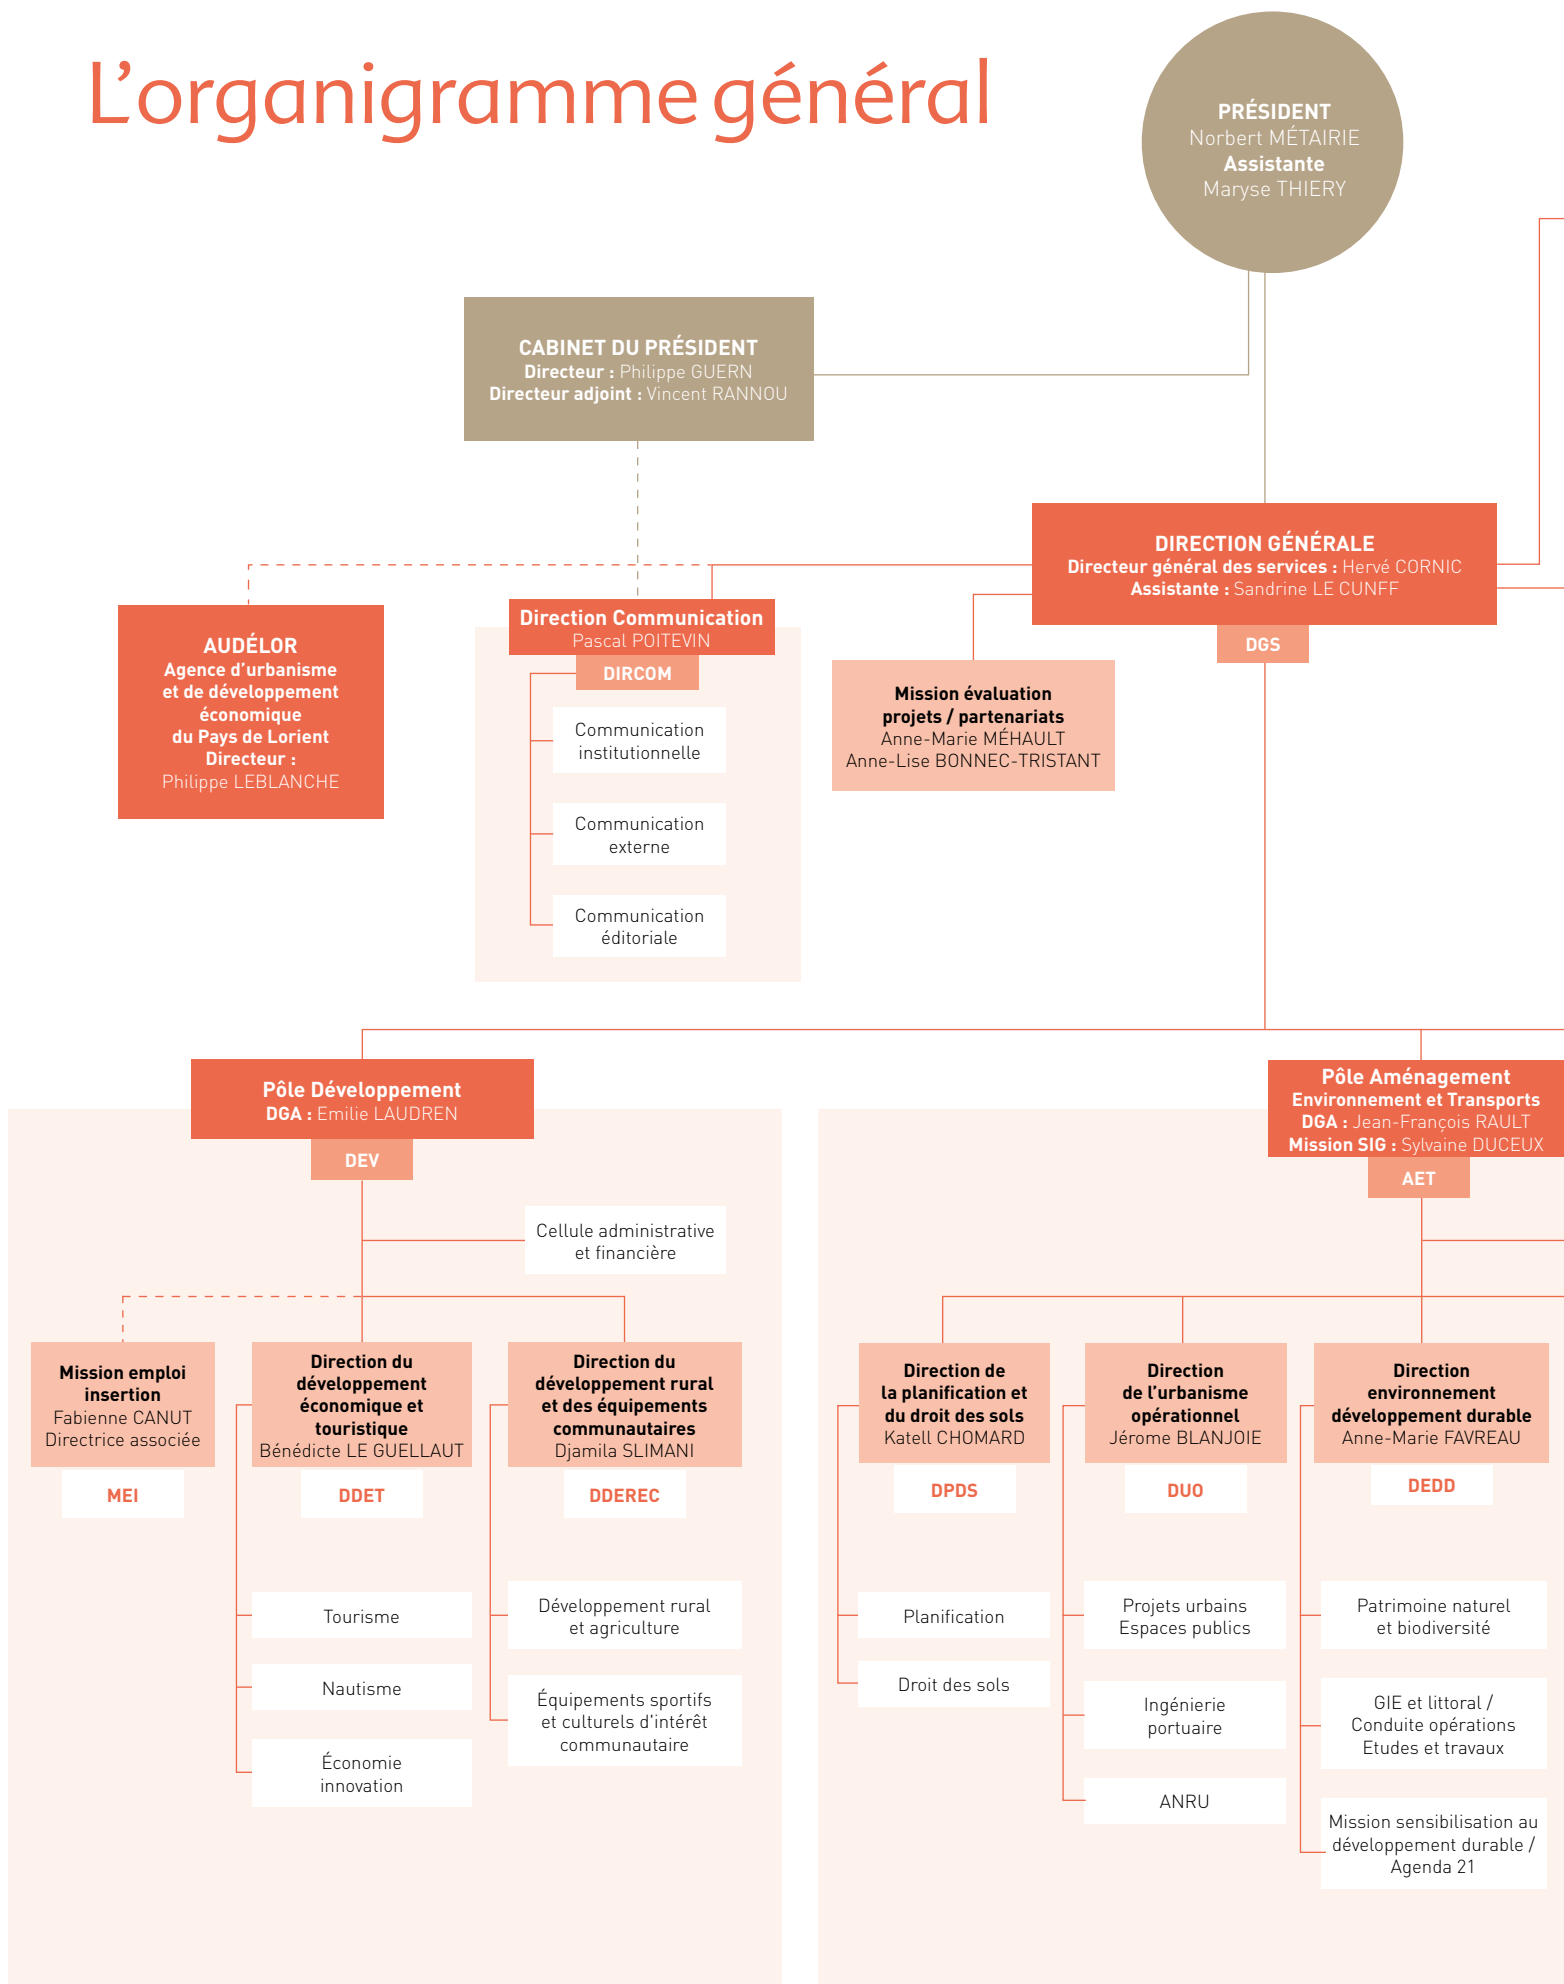 L'organigramme général
PRÉSIDENT
Norbert MÉTAIRIE
Assistante
Maryse THIERY
CABINET DU PRÉSIDENT
Directeur : Philippe GUERN
Directeur adjoint : Vincent RANNOU
DIRECTION GÉNÉRALE
Directeur général des services : Hervé CORNIC
Assistante : Sandrine LE CUNFF
DGS
AUDÉLOR
Agence d'urbanisme
et de développement
économique
du Pays de Lorient
Directeur :
Philippe LEBLANCHE
Direction Communication
Pascal POITEVIN
DIRCOM
Communication
institutionnelle
Communication
externe
Communication
éditoriale
Mission évaluation
projets / partenariats
Anne-Marie MÉHAULT
Anne-Lise BONNEC-TRISTANT
Pôle Développement
DGA : Emilie LAUDREN
DEV
Cellule administrative
et financière
Mission emploi
insertion
Fabienne CANUT
Directrice associée
MEI
Direction du
développement
économique et
touristique
Bénédicte LE GUELLAUT
DDET
Tourisme
Nautisme
Économie
innovation
Direction du
développement rural
et des équipements
communautaires
Djamila SLIMANI
DDEREC
Développement rural
et agriculture
Équipements sportifs
et culturels d'intérêt
communautaire
Pôle Aménagement
Environnement et Transports
DGA : Jean-François RAULT
Mission SIG : Sylvaine DUCEUX
AET
Direction de
la planification et
du droit des sols
Katell CHOMARD
DPDS
Planification
Droit des sols
Direction
de l'urbanisme
opérationnel
Jérome BLANJOIE
DUO
Projets urbains
Espaces publics
Ingénierie
portuaire
ANRU
Direction
environnement
développement durable
Anne-Marie FAVREAU
DEDD
Patrimoine naturel
et biodiversité
GIE et littoral /
Conduite opérations
Etudes et travaux
Mission sensibilisation au
développement durable /
Agenda 21